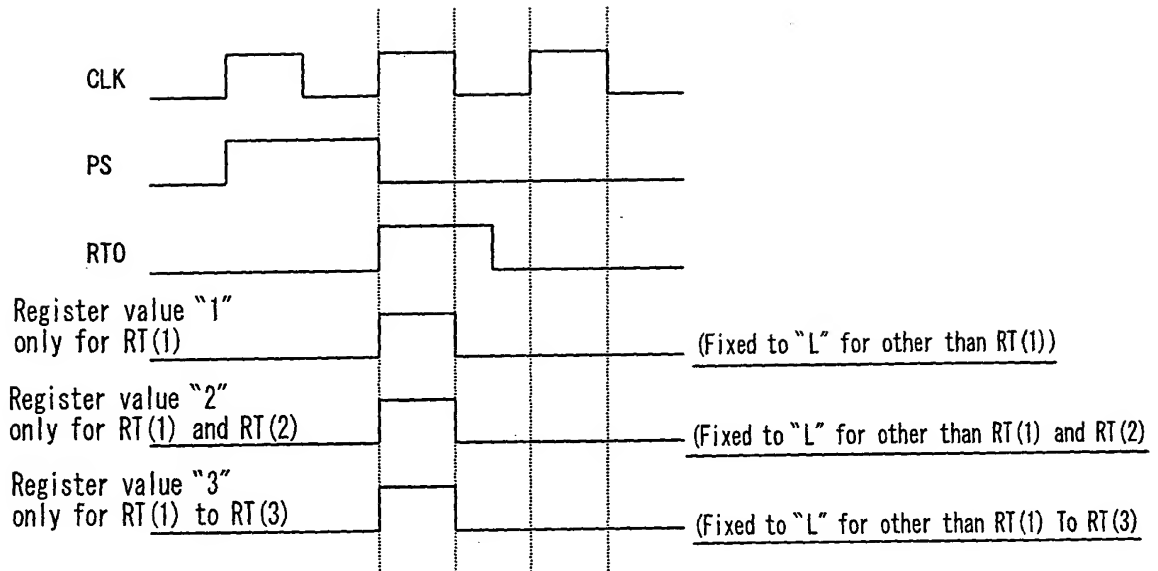 CLK
PS
RTO
Register value "1"
only for RT(1)
(Fixed to "L" for other than RT(1))
Register value "2"
only for RT(1) and RT(2)
(Fixed to "L" for other than RT(1) and RT(2)
Register value "3"
only for RT(1) to RT(3)
(Fixed to "L" for other than RT(1) To RT(3)